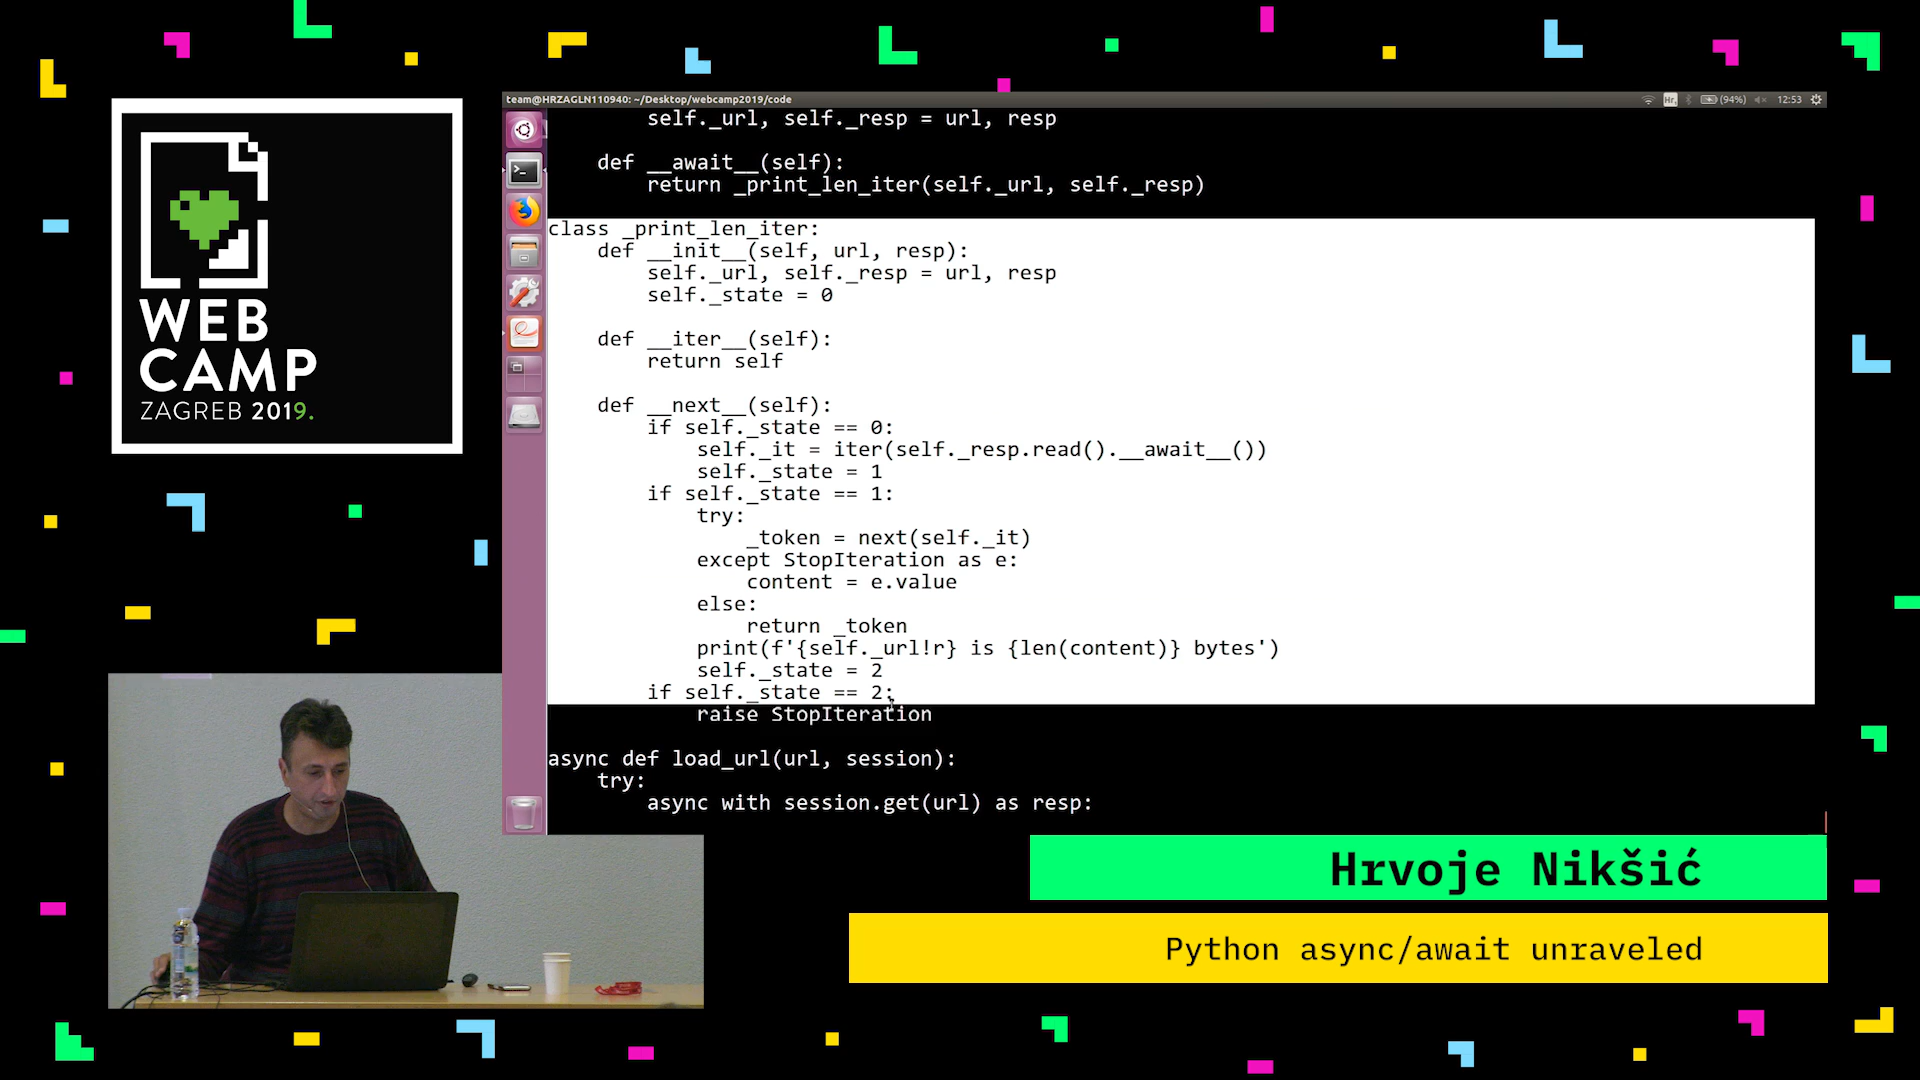 WEB
CAMP
ZAGREB 2019.
team@HRZAGLN110940: ~/Desktop/webcamp2019/code
Hr.
(94%)
12:53
        self._url, self._resp = url, resp
    def __await__(self):
        return _print_len_iter(self._url, self._resp)
class _print_len_iter:
    def __init__(self, url, resp):
        self._url, self._resp = url, resp
        self._state = 0
    def __iter__(self):
        return self
    def __next__(self):
        if self._state == 0:
            self._it = iter(self._resp.read().__await__())
            self._state = 1
        if self._state == 1:
            try:
                _token = next(self._it)
            except StopIteration as e:
                content = e.value
            else:
                return _token
            print(f'{self._url!r} is {len(content)} bytes')
            self._state = 2
        if self._state == 2:
            raise StopIteration
async def load_url(url, session):
    try:
        async with session.get(url) as resp:
Hrvoje Nikšić
Python async/await unraveled